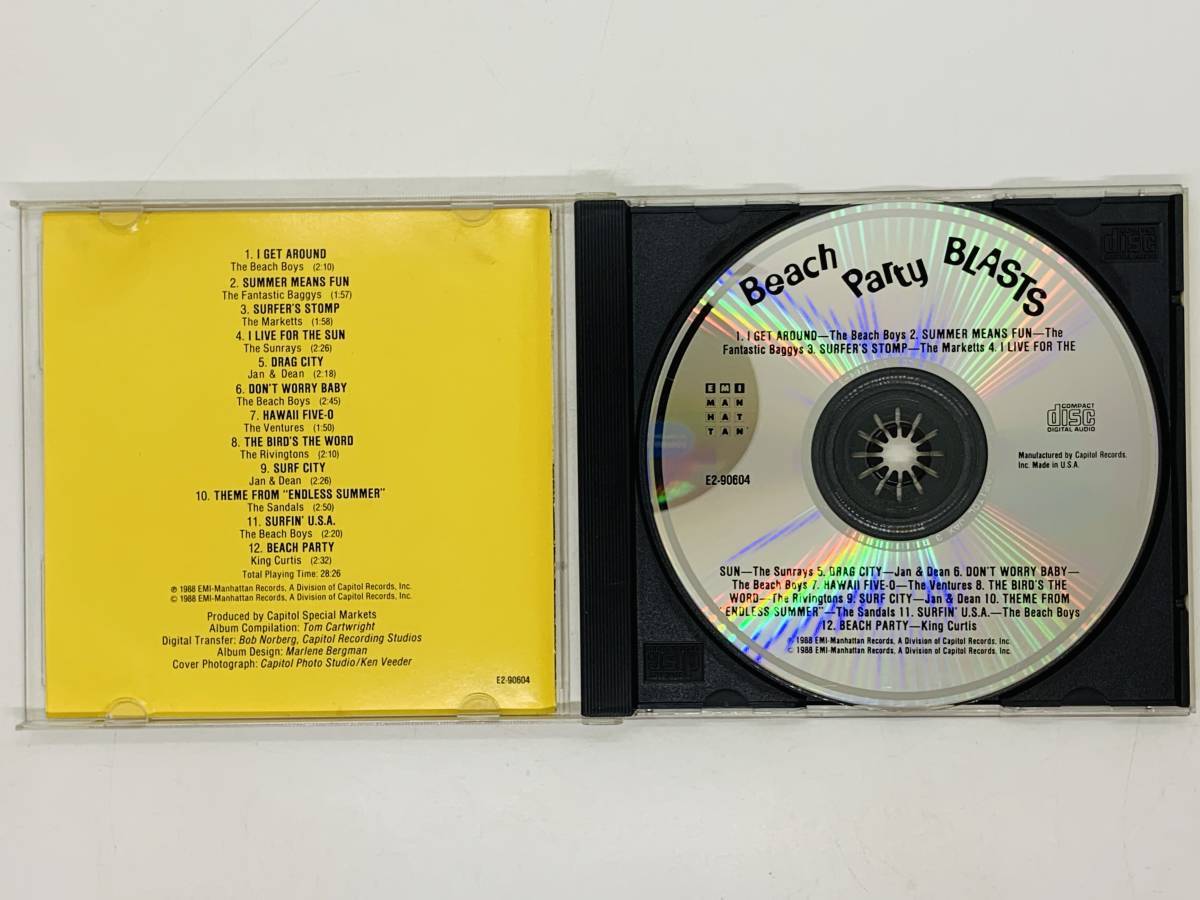 1. I GET AROUND
The Beach Boys (2:10)
2. SUMMER MEANS FUN
The Fantastic Baggys (1:57)
3. SURFER'S STOMP
The Marketts (1:58)
4. I LIVE FOR THE SUN
The Sunrays (2:26)
5. DRAG CITY
Jan & Dean (2:18)
6. DON'T WORRY BABY
The Beach Boys (2:45)
7. HAWAII FIVE-O
The Ventures (1:50)
8. THE BIRD'S THE WORD
The Rivingtons (2:10)
9. SURF CITY
Jan & Dean (2:26)
10. THEME FROM "ENDLESS SUMMER"
The Sandals (2:50)
11. SURFIN' U.S.A.
The Beach Boys (2:20)
12. BEACH PARTY
King Curtis (2:32)
Total Playing Time: 28:26
℗ 1988 EMI-Manhattan Records, A Division of Capitol Records, Inc.
© 1988 EMI-Manhattan Records, A Division of Capitol Records, Inc.
Produced by Capitol Special Markets
Album Compilation: Tom Cartwright
Digital Transfer: Bob Norberg, Capitol Recording Studios
Album Design: Marlene Bergman
Cover Photograph: Capitol Photo Studio/Ken Veeder
E2-90604
Beach Party BLASTS
1. I GET AROUND—The Beach Boys 2. SUMMER MEANS FUN—The
Fantastic Baggys 3. SURFER'S STOMP—The Marketts 4. I LIVE FOR THE
EMI
MAN
HAT
TAN
E2-90604
COMPACT
disc
DIGITAL AUDIO
Manufactured by Capitol Records,
Inc. Made in U.S.A.
SUN—The Sunrays 5. DRAG CITY—Jan & Dean 6. DON'T WORRY BABY—
The Beach Boys 7. HAWAII FIVE-O—The Ventures 8. THE BIRD'S THE
WORD—The Rivingtons 9. SURF CITY—Jan & Dean 10. THEME FROM
"ENDLESS SUMMER"—The Sandals 11. SURFIN' U.S.A.—The Beach Boys
12. BEACH PARTY—King Curtis
℗ 1988 EMI-Manhattan Records, A Division of Capitol Records, Inc.
© 1988 EMI-Manhattan Records, A Division of Capitol Records, Inc.
disc